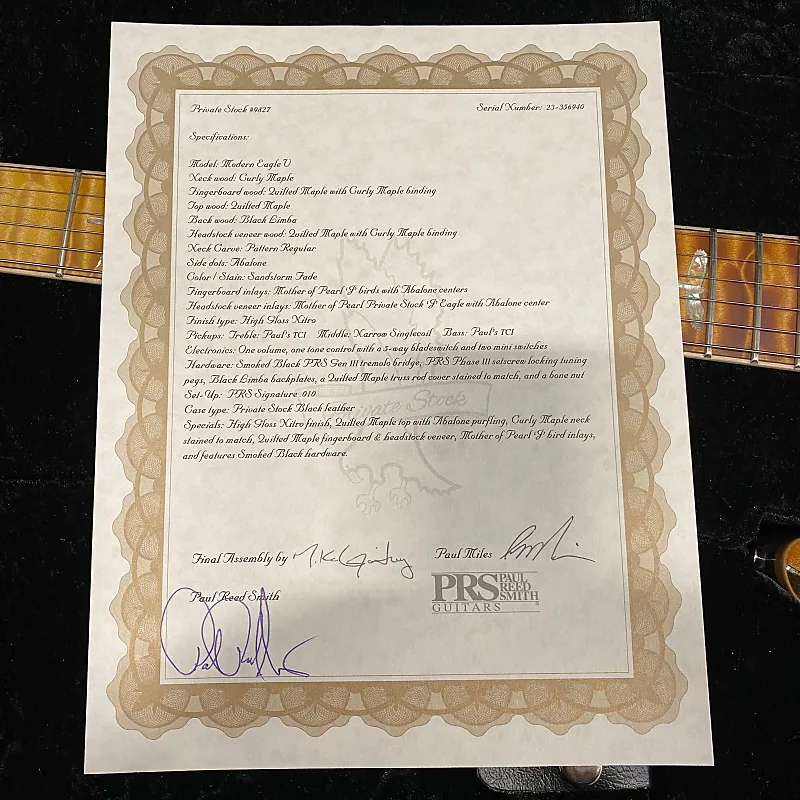 Private Stock #9827 Serial Number: 23-356940
Specifications:
Model: Modern Eagle V
Neck wood: Curly Maple
Fingerboard wood: Quilted Maple with Curly Maple binding
Top wood: Quilted Maple
Back wood: Black Limba
Headstock veneer wood: Quilted Maple with Curly Maple binding
Neck Carve: Pattern Regular
Side dots: Abalone
Color / Stain: Sandstorm Fade
Fingerboard inlays: Mother of Pearl 'J' birds with Abalone centers
Headstock veneer inlays: Mother of Pearl Private Stock 'J' Eagle with Abalone center
Finish type: High Gloss Nitro
Pickups: Treble: Paul's TCI Middle: Narrow Singlecoil Bass: Paul's TCI
Electronics: One volume, one tone control with a 5-way bladeswitch and two mini switches
Hardware: Smoked Black PRS Gen III tremolo bridge, PRS Phase III setscrew locking tuning
pegs, Black Limba backplates, a Quilted Maple truss rod cover stained to match, and a bone nut
Set-Up: PRS Signature .010
Case type: Private Stock Black leather
Specials: High Gloss Nitro finish, Quilted Maple top with Abalone purfling, Curly Maple neck
stained to match, Quilted Maple fingerboard & headstock veneer, Mother of Pearl 'J' bird inlays,
and features Smoked Black hardware.
Private Stock
Final Assembly by Paul Miles
Paul Reed Smith
PRS PAUL REED SMITH
GUITARS